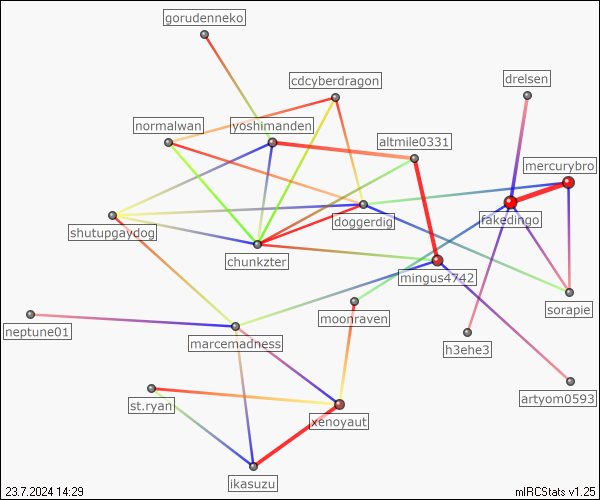 gorudenneko
cdcyberdragon
drelsen
normalwan
yoshimanden
altmile0331
mercurybro
fakedingo
shutupgaydog
doggerdig
chunkzter
mingus4742
sorapie
neptune01
moonraven
marcemadness
h3ehe3
artyom0593
st.ryan
xenoyaut
ikasuzu
23.7.2024 14:29
mIRCStats v1.25